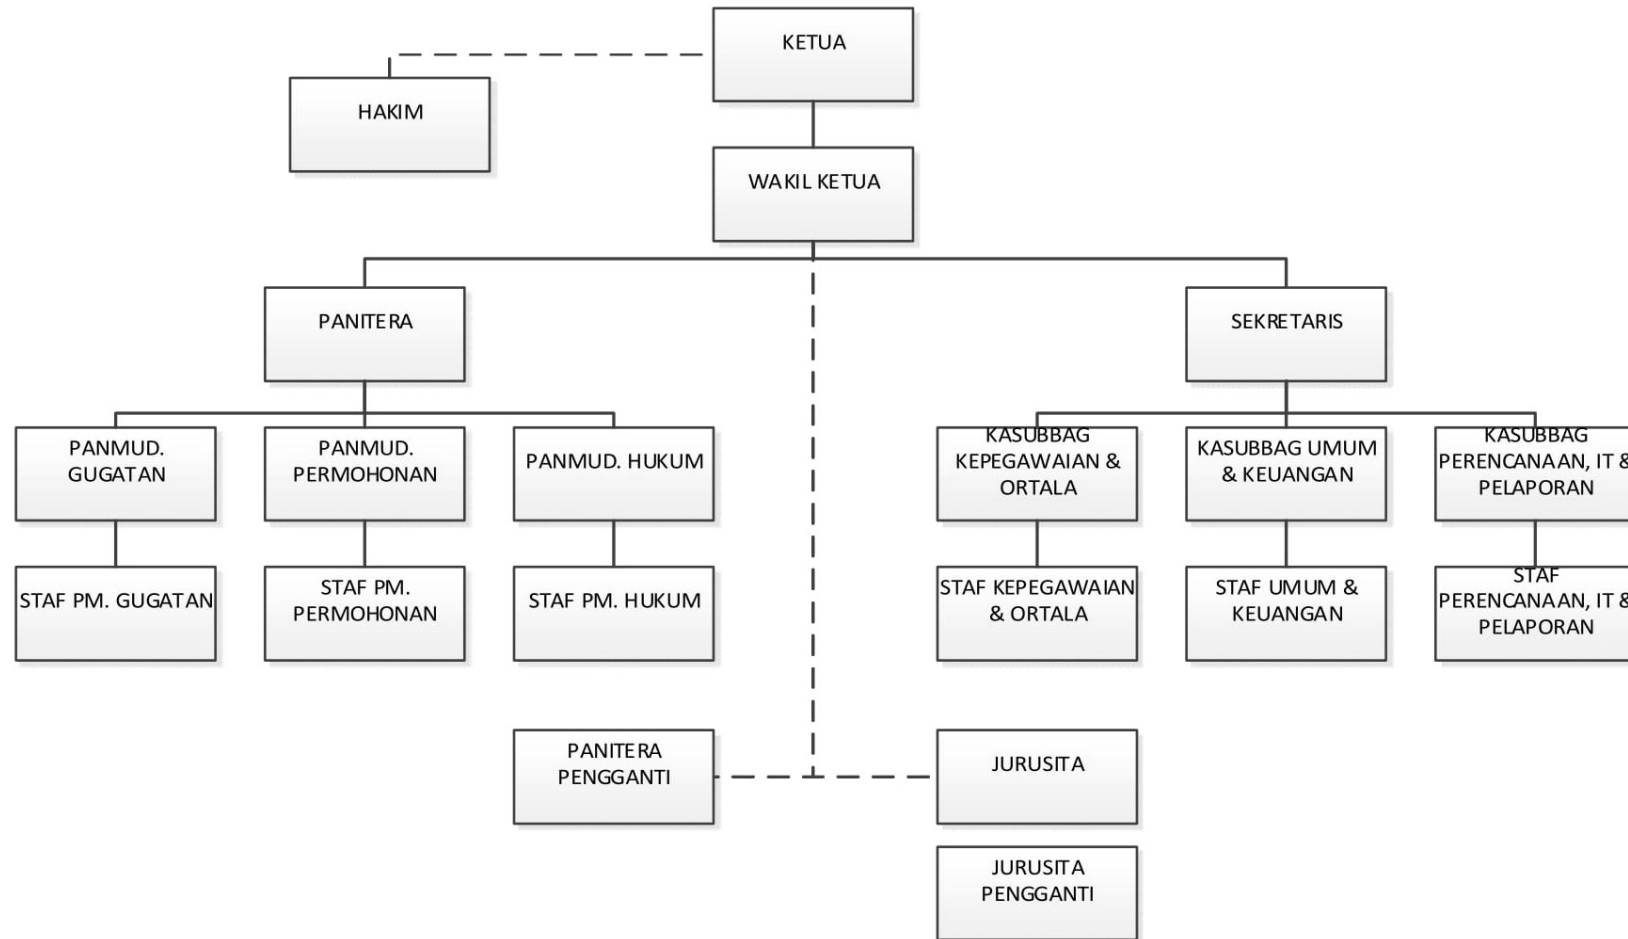 KETUA
HAKIM
WAKIL KETUA
PANITERA
SEKRETARIS
PANMUD.
GUGATAN
PANMUD.
PERMOHONAN
PANMUD. HUKUM
KASUBBAG
KEPEGAWAIAN &
ORTALA
KASUBBAG UMUM
& KEUANGAN
KASUBBAG
PERENCANAAN, IT &
PELAPORAN
STAF PM. GUGATAN
STAF PM.
PERMOHONAN
STAF PM. HUKUM
STAF KEPEGAWAIAN
& ORTALA
STAF UMUM &
KEUANGAN
STAF
PERENCANAAN, IT &
PELAPORAN
PANITERA
PENGGANTI
JURUSITA
JURUSITA
PENGGANTI